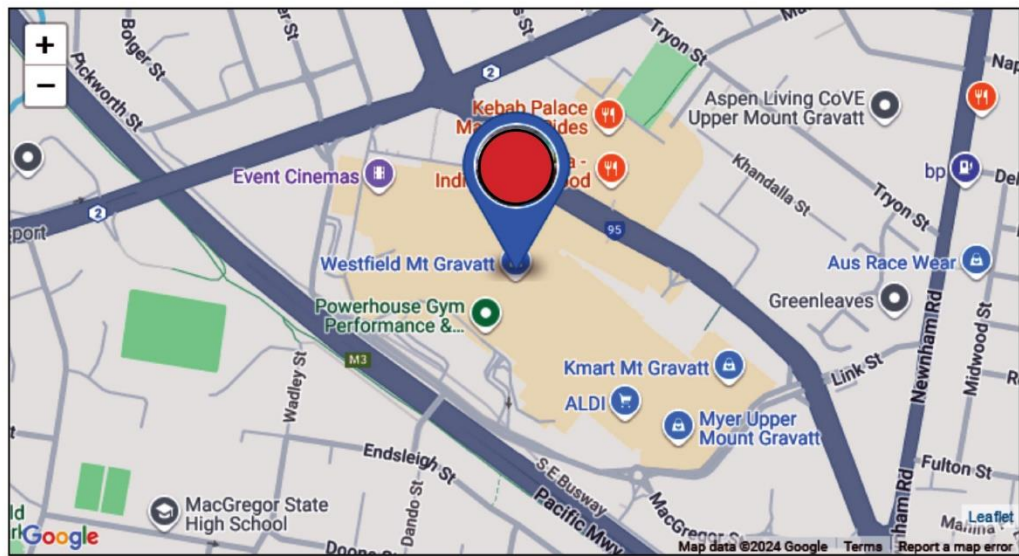 +
−
Bolger St
Pickworth St
2
Tryon St
Kebab Palace
Aspen Living CoVE
Upper Mount Gravatt
Event Cinemas
bp
Khandalla St
Tryon St
2
95
Westfield Mt Gravatt
Aus Race Wear
Powerhouse Gym
Performance &...
Greenleaves
Newnham Rd
Midwood St
M3
Wadley St
Kmart Mt Gravatt
Link St
ALDI
Myer Upper
Mount Gravatt
Endsleigh St
S.E.Busway
Pacific Mwy
Fulton St
MacGregor State
High School
Dando St
MacGregor St
Leaflet
Google
Map data ©2024 Google
Terms
Report a map error